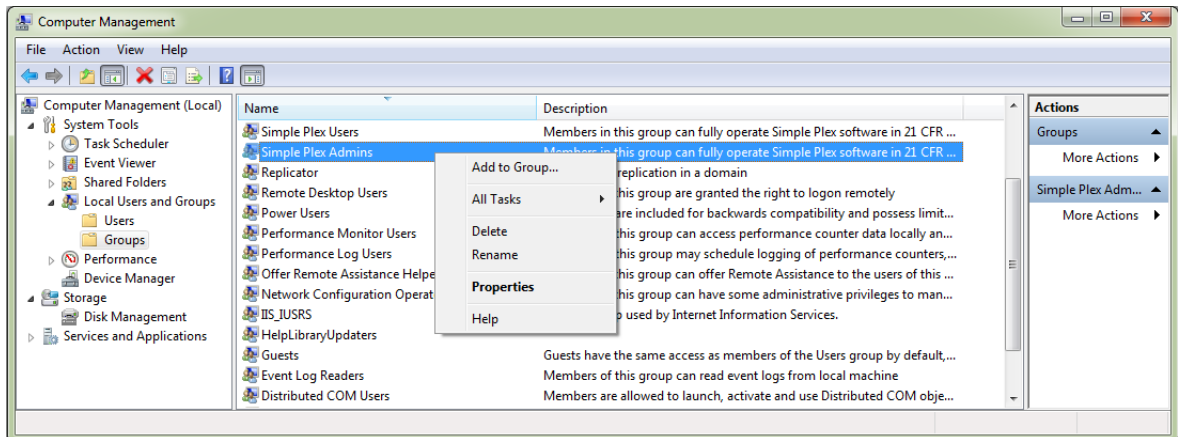 Computer Management
File Action View Help
Computer Management (Local)
System Tools
Task Scheduler
Event Viewer
Shared Folders
Local Users and Groups
Users
Groups
Performance
Device Manager
Storage
Disk Management
Services and Applications
Name Description
Simple Plex Users Members in this group can fully operate Simple Plex software in 21 CFR ...
Simple Plex Admins Members in this group can fully operate Simple Plex software in 21 CFR ...
Replicator replication in a domain
Remote Desktop Users this group are granted the right to logon remotely
Power Users are included for backwards compatibility and possess limit...
Performance Monitor Users this group can access performance counter data locally an...
Performance Log Users this group may schedule logging of performance counters,...
Offer Remote Assistance Helpe this group can offer Remote Assistance to the users of this ...
Network Configuration Operat this group can have some administrative privileges to man...
IIS_IUSRS used by Internet Information Services.
HelpLibraryUpdaters
Guests Guests have the same access as members of the Users group by default,...
Event Log Readers Members of this group can read event logs from local machine
Distributed COM Users Members are allowed to launch, activate and use Distributed COM obje...
Add to Group...
All Tasks
Delete
Rename
Properties
Help
Actions
Groups
More Actions
Simple Plex Adm...
More Actions